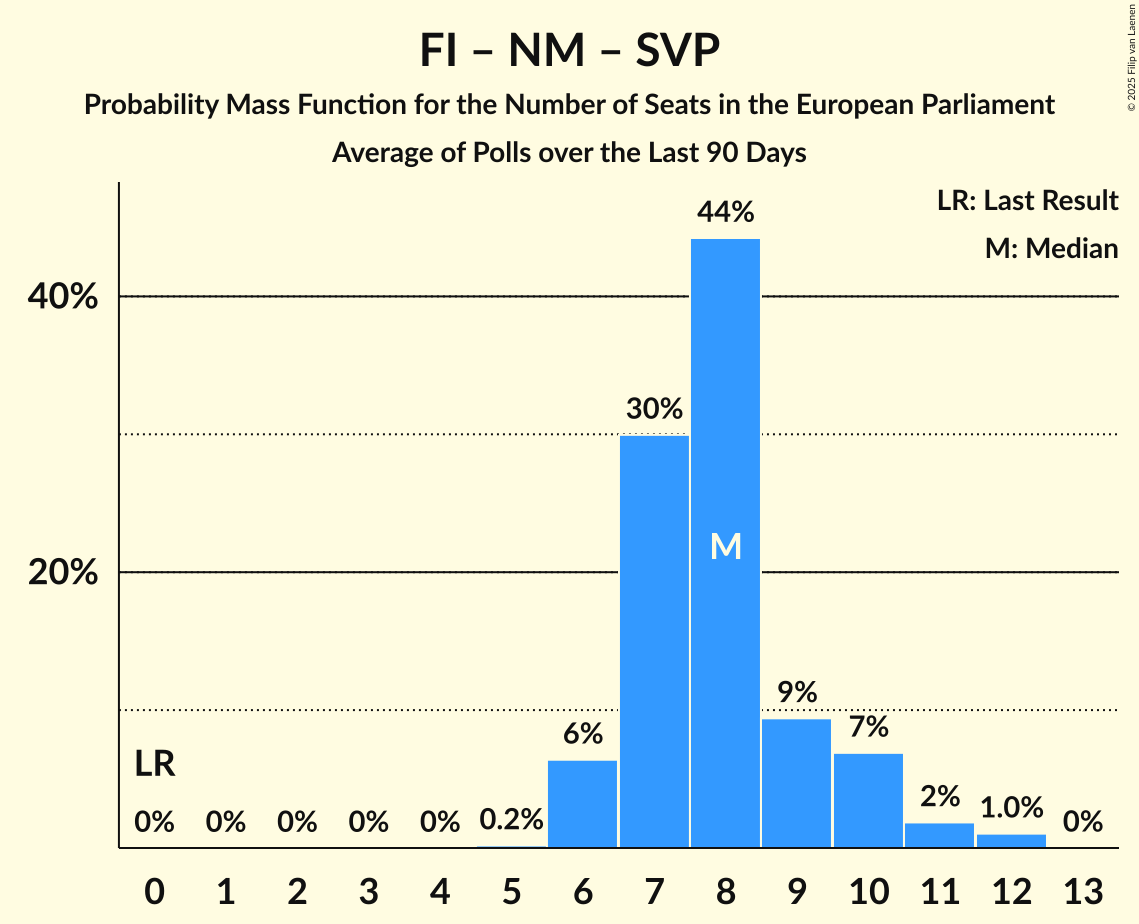 FI – NM – SVP
Probability Mass Function for the Number of Seats in the European Parliament
Average of Polls over the Last 90 Days
© 2025 Filip van Laenen
LR: Last Result
M: Median
44%
40%
30%
M
20%
9%
7%
6%
LR
2%
1.0%
0% 0% 0% 0% 0% 0.2% 0%
0 1 2 3 4 5 6 7 8 9 10 11 12 13